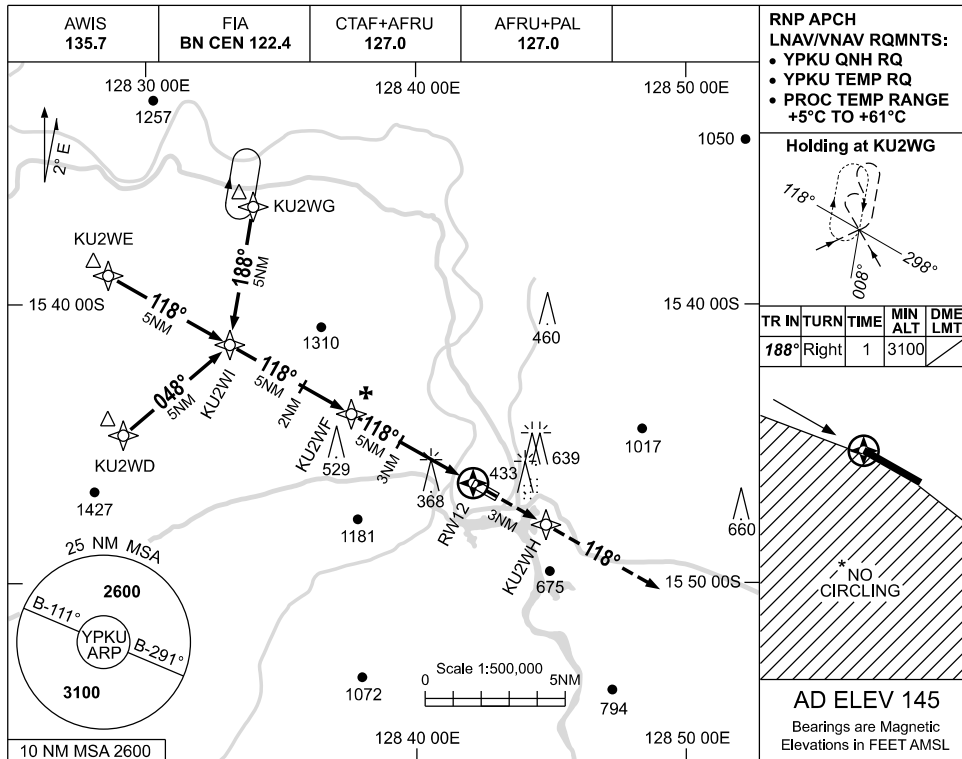 AWIS
135.7
FIA
BN CEN 122.4
CTAF+AFRU
127.0
AFRU+PAL
127.0
RNP APCH
LNAV/VNAV RQMNTS:
• YPKU QNH RQ
• YPKU TEMP RQ
• PROC TEMP RANGE
+5°C TO +61°C
128 30 00E
128 40 00E
128 50 00E
1257
1050
2° E
Holding at KU2WG
118°
298°
008°
KU2WG
KU2WE
188°
5NM
118°
5NM
15 40 00S
15 40 00S
TR IN
TURN
TIME
MIN
ALT
DME
LMT
188°
Right
1
3100
1310
460
KU2WI
118°
5NM
2NM
048°
5NM
KU2WD
KU2WF
118°
5NM
3NM
529
368
433
639
1017
1427
1181
RW12
3NM
KU2WH
118°
660
675
15 50 00S
*NO
CIRCLING
25 NM MSA
2600
B-111°
YPKU
ARP
B-291°
3100
10 NM MSA 2600
1072
Scale 1:500,000
0
5NM
794
128 40 00E
128 50 00E
AD ELEV 145
Bearings are Magnetic
Elevations in FEET AMSL